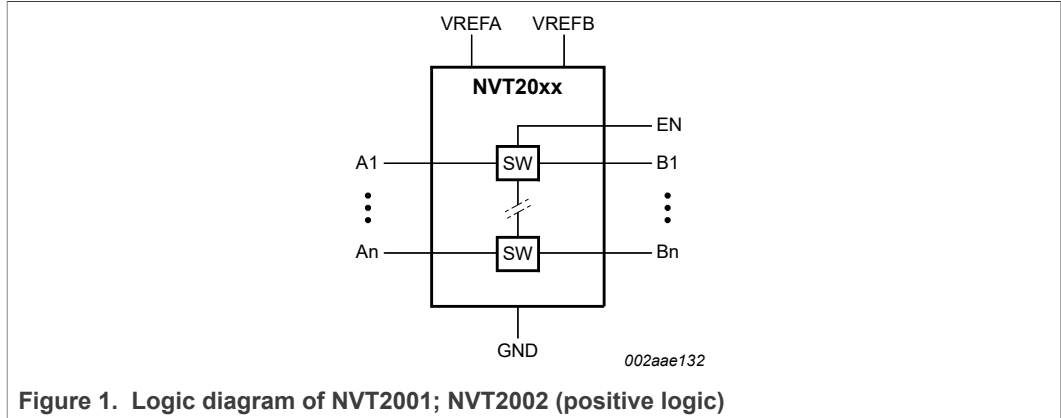 VREFA VREFB
NVT20xx
EN
A1 SW B1
An SW Bn
GND
002aae132
Figure 1. Logic diagram of NVT2001; NVT2002 (positive logic)